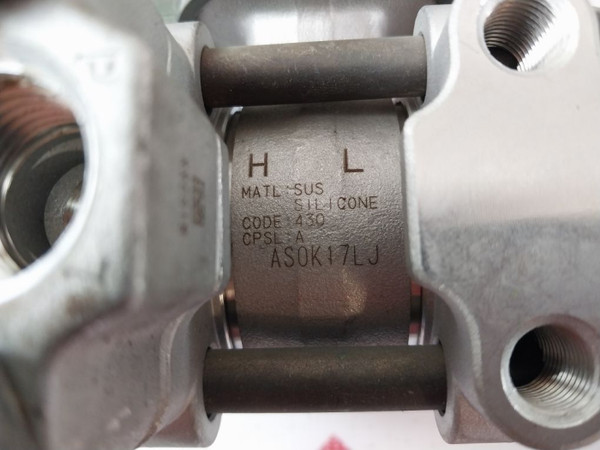 H L
MATL:SUS
SILICONE
CODE:430
CPSL:A
AS0K17LJ